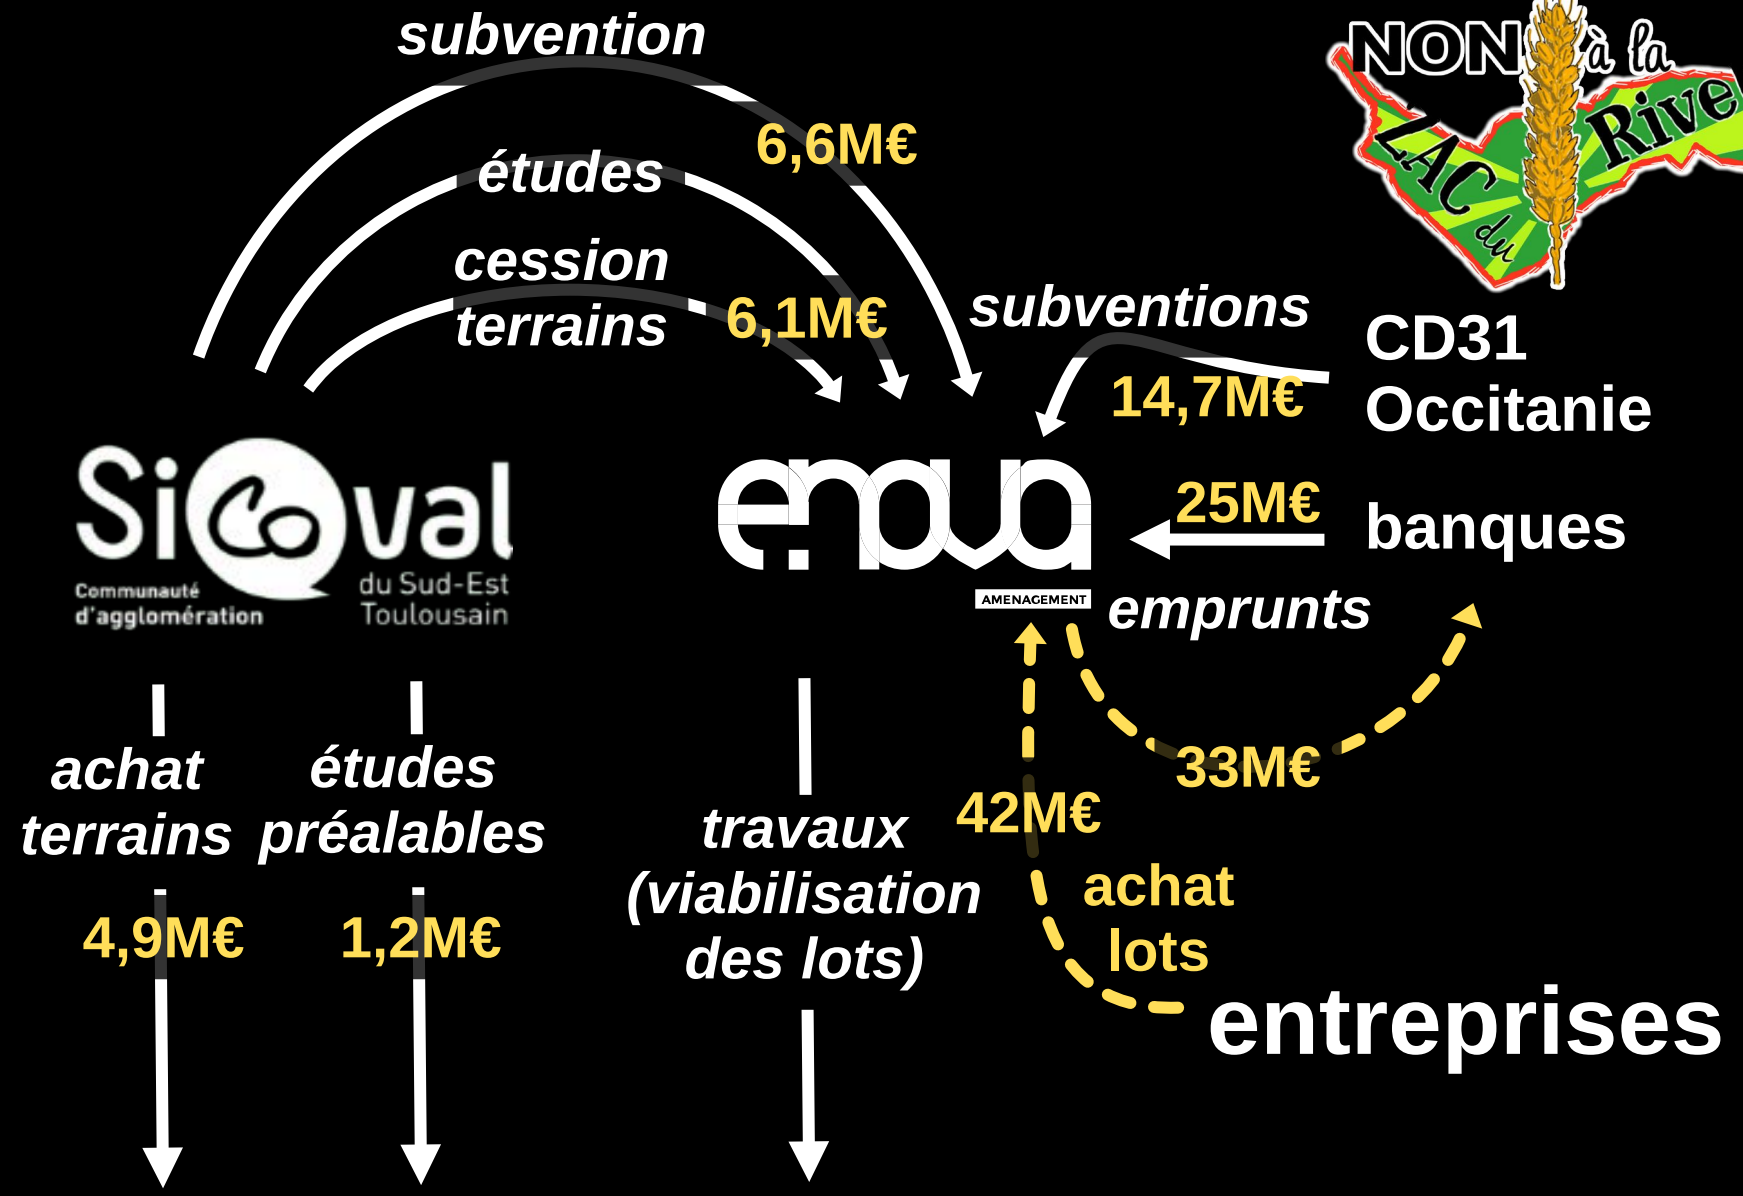 subvention
6,6M€
études
cession
terrains
6,1M€
NON à la
ZAC du Rivel
subventions
14,7M€
CD31
Occitanie
Sicoval
Communauté
d'agglomération
du Sud-Est
Toulousain
enova
AMENAGEMENT
25M€
banques
emprunts
achat
terrains
4,9M€
études
préalables
1,2M€
travaux
(viabilisation
des lots)
33M€
42M€
achat
lots
entreprises